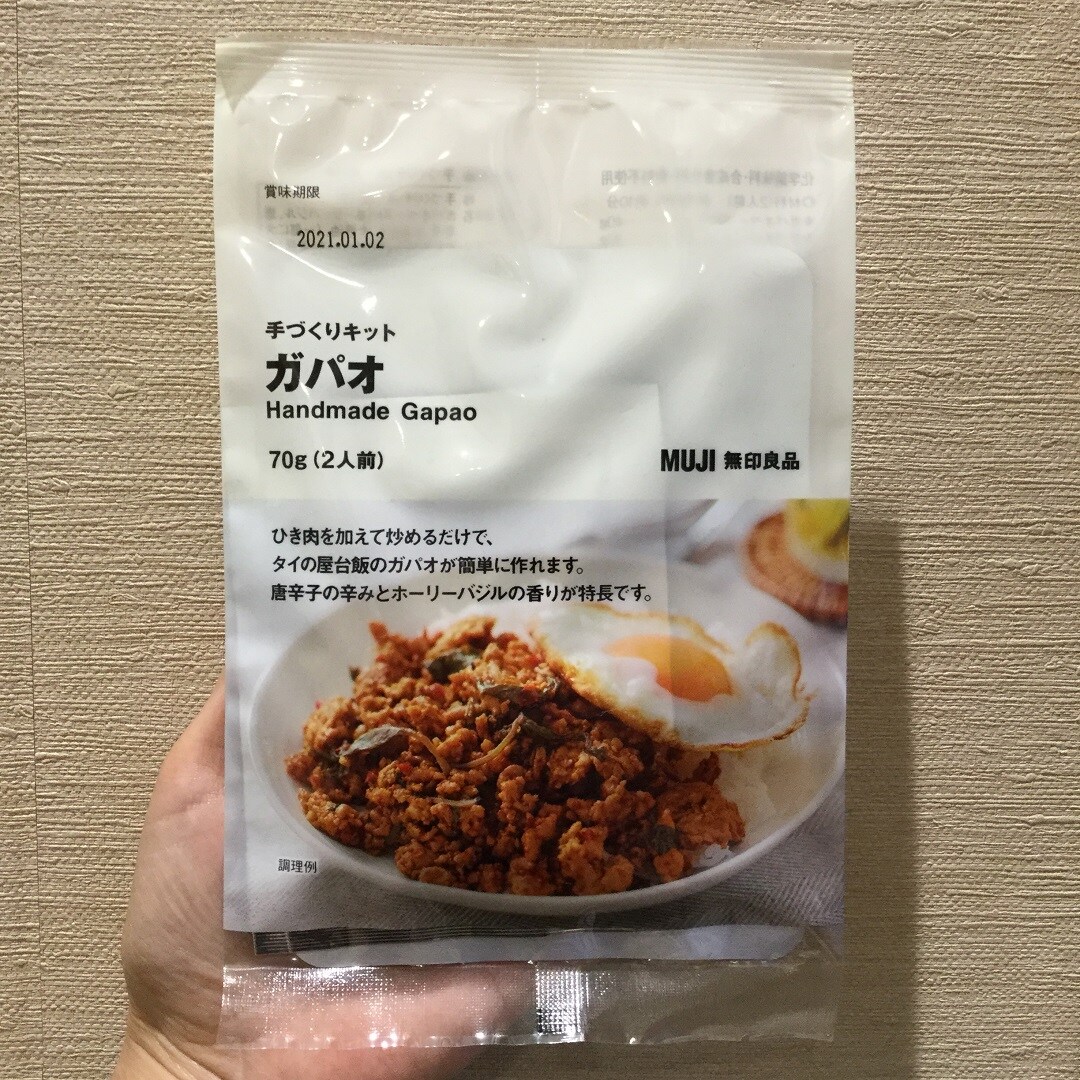 賞味期限
2021.01.02
手づくりキット
ガパオ
Handmade Gapao
70g（2人前）
MUJI 無印良品
ひき肉を加えて炒めるだけで、
タイの屋台飯のガパオが簡単に作れます。
唐辛子の辛みとホーリーバジルの香りが特長です。
調理例